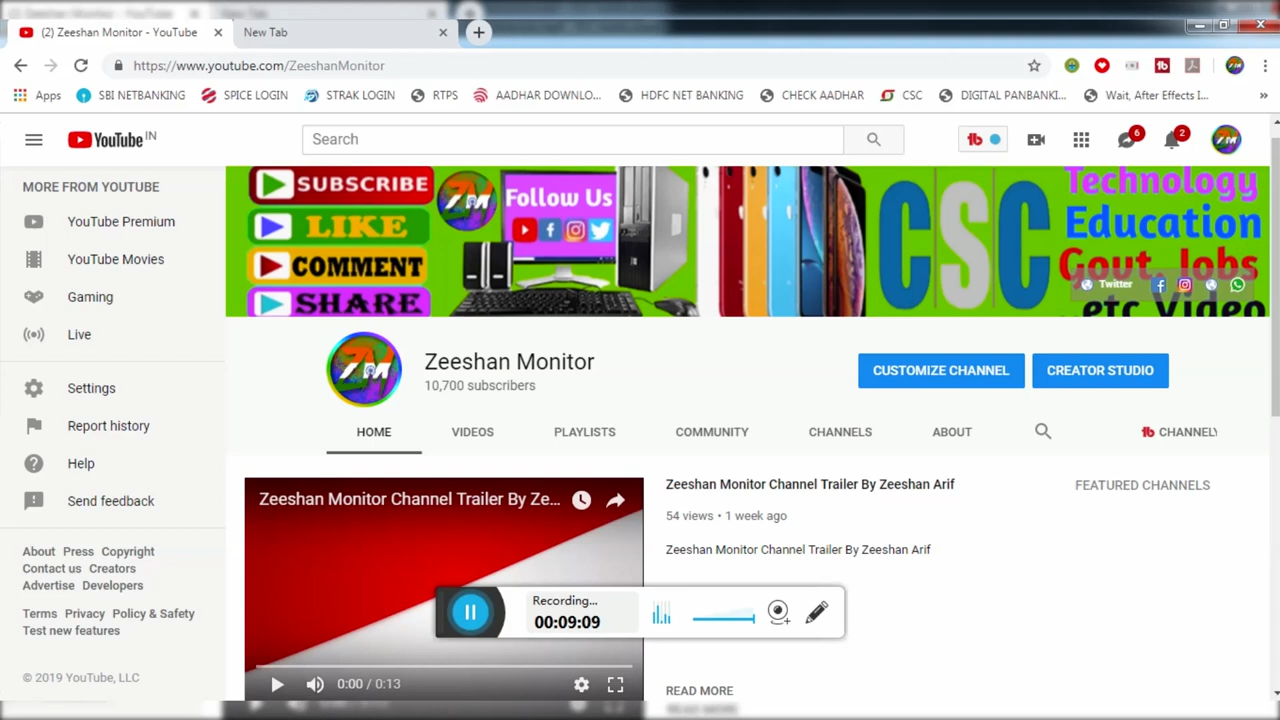 (2) Zeeshan Monitor - YouTube
New Tab
https://www.youtube.com/ZeeshanMonitor
Apps SBI NETBANKING SPICE LOGIN STRAK LOGIN RTPS AADHAR DOWNLO... HDFC NET BANKING CHECK AADHAR CSC DIGITAL PANBANKI... Wait, After Effects I... »
YouTube IN
Search
6
2
MORE FROM YOUTUBE
YouTube Premium
YouTube Movies
Gaming
Live
Settings
Report history
Help
Send feedback
About Press Copyright
Contact us Creators
Advertise Developers
Terms Privacy Policy & Safety
Test new features
© 2019 YouTube, LLC
SUBSCRIBE
LIKE
COMMENT
SHARE
ZM
Follow Us
CSC
Technology
Education
Govt. Jobs
..etc Video
Twitter
ZM
Zeeshan Monitor
10,700 subscribers
CUSTOMIZE CHANNEL
CREATOR STUDIO
HOME VIDEOS PLAYLISTS COMMUNITY CHANNELS ABOUT
Zeeshan Monitor Channel Trailer By Ze...
0:00 / 0:13
Zeeshan Monitor Channel Trailer By Zeeshan Arif
54 views • 1 week ago
Zeeshan Monitor Channel Trailer By Zeeshan Arif
READ MORE
FEATURED CHANNELS
Recording...
00:09:09